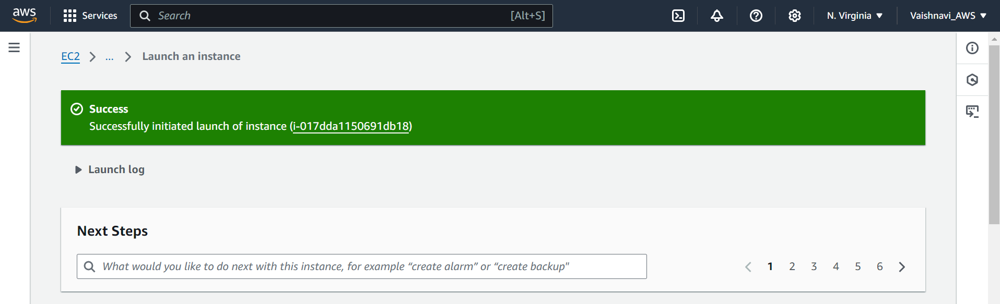 aws
Services
Search [Alt+S]
N. Virginia
Vaishnavi_AWS
EC2 > ... > Launch an instance
Success
Successfully initiated launch of instance (i-017dda1150691db18)
Launch log
Next Steps
What would you like to do next with this instance, for example “create alarm” or “create backup"
1 2 3 4 5 6